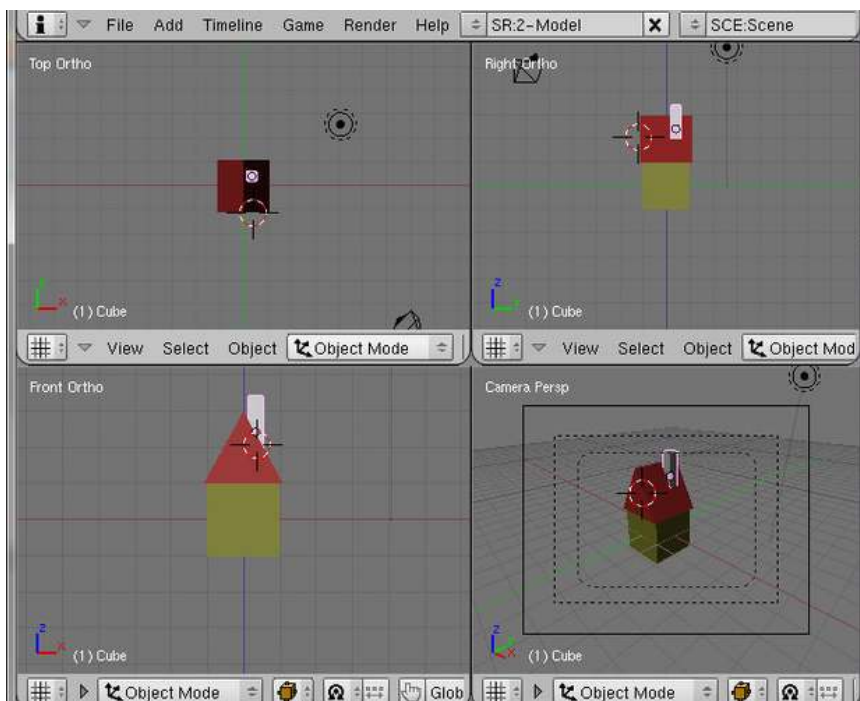 File Add Timeline Game Render Help SR:2-Model SCE:Scene
Top Ortho
Right Ortho
x
z
(1) Cube
(1) Cube
View Select Object Object Mode
View Select Object Object Mod
Front Ortho
Camera Persp
z
x
z
x
(1) Cube
(1) Cube
Object Mode Glob
Object Mode